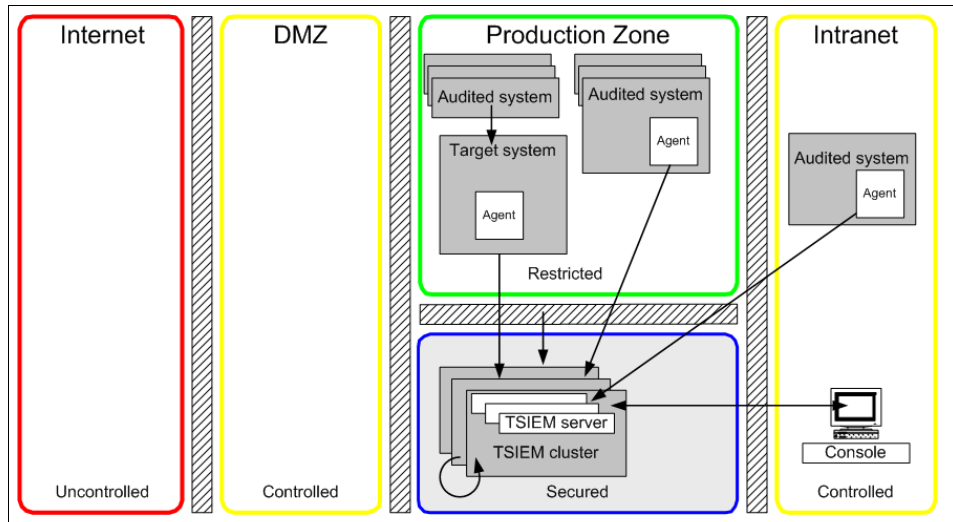 Internet
DMZ
Production Zone
Intranet
Audited system
Audited system
Agent
Target system
Agent
Audited system
Agent
Restricted
TSIEM server
TSIEM cluster
Console
Uncontrolled
Controlled
Secured
Controlled